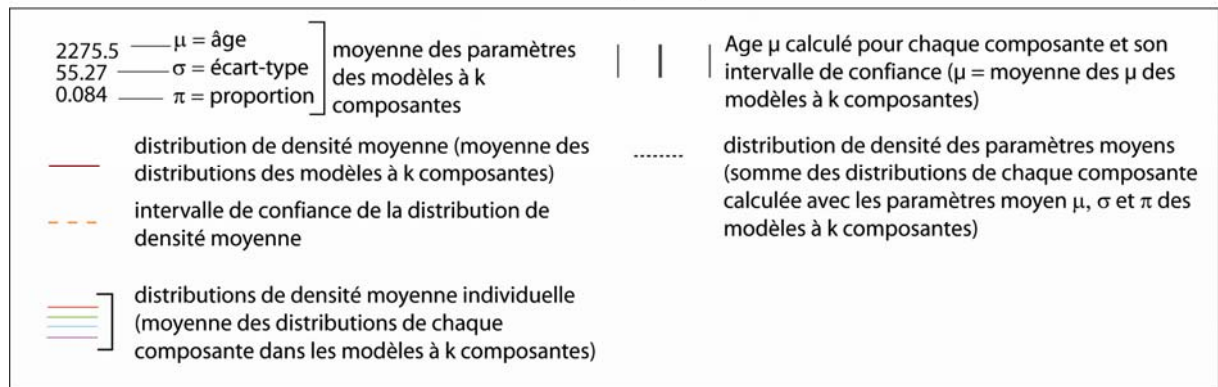 2275.5 μ = âge
55.27 σ = écart-type
0.084 π = proportion
moyenne des paramètres
des modèles à k
composantes
Age μ calculé pour chaque composante et son
intervalle de confiance (μ = moyenne des μ des
modèles à k composantes)
distribution de densité moyenne (moyenne des
distributions des modèles à k composantes)
intervalle de confiance de la distribution de
densité moyenne
distribution de densité des paramètres moyens
(somme des distributions de chaque composante
calculée avec les paramètres moyen μ, σ et π des
modèles à k composantes)
distributions de densité moyenne individuelle
(moyenne des distributions de chaque
composante dans les modèles à k composantes)